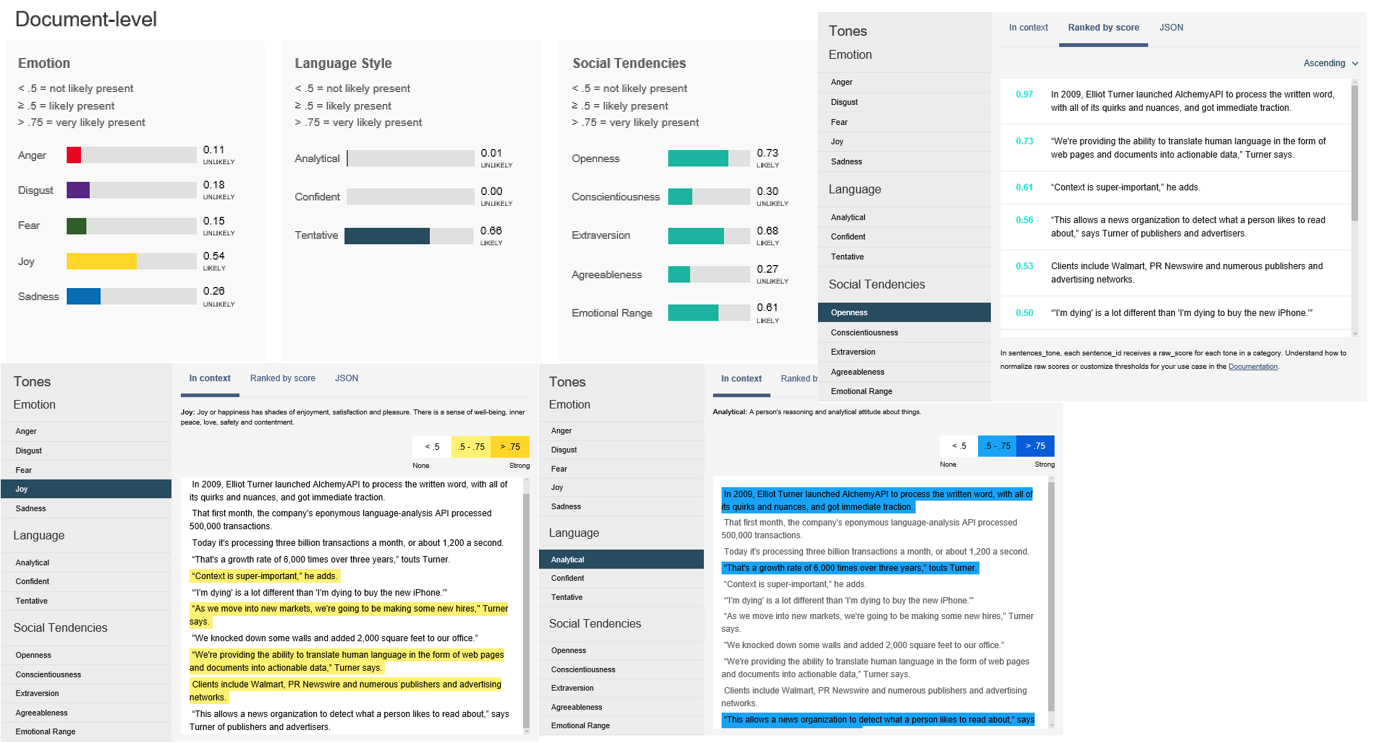 Document-level
Emotion
< .5 = not likely present
≥ .5 = likely present
> .75 = very likely present
Anger 0.11
UNLIKELY
Disgust 0.18
UNLIKELY
Fear 0.15
UNLIKELY
Joy 0.54
LIKELY
Sadness 0.26
UNLIKELY
Language Style
< .5 = not likely present
≥ .5 = likely present
> .75 = very likely present
Analytical 0.01
UNLIKELY
Confident 0.00
UNLIKELY
Tentative 0.66
LIKELY
Social Tendencies
< .5 = not likely present
≥ .5 = likely present
> .75 = very likely present
Openness 0.73
LIKELY
Conscientiousness 0.30
UNLIKELY
Extraversion 0.68
LIKELY
Agreeableness 0.27
UNLIKELY
Emotional Range 0.61
LIKELY
Tones
Emotion
Anger
Disgust
Fear
Joy
Sadness
Language
Analytical
Confident
Tentative
Social Tendencies
Openness
Conscientiousness
Extraversion
Agreeableness
Emotional Range
In context Ranked by score JSON
Ascending
0.97 In 2009, Elliot Turner launched AlchemyAPI to process the written word,
with all of its quirks and nuances, and got immediate traction.
0.73 “We're providing the ability to translate human language in the form of
web pages and documents into actionable data,” Turner says.
0.61 “Context is super-important,” he adds.
0.56 “This allows a news organization to detect what a person likes to read
about,” says Turner of publishers and advertisers.
0.53 Clients include Walmart, PR Newswire and numerous publishers and
advertising networks.
0.50 “'I'm dying' is a lot different than 'I'm dying to buy the new iPhone.'”
In sentences_tone, each sentence_id receives a raw_score for each tone in a category. Understand how to
normalize raw scores or customize thresholds for your use case in the Documentation.
Tones
Emotion
Anger
Disgust
Fear
Joy
Sadness
Language
Analytical
Confident
Tentative
Social Tendencies
Openness
Conscientiousness
Extraversion
Agreeableness
Emotional Range
In context Ranked by score JSON
Joy: Joy or happiness has shades of enjoyment, satisfaction and pleasure. There is a sense of well-being, inner
peace, love, safety and contentment.
< .5 .5 - .75 > .75
None Strong
In 2009, Elliot Turner launched AlchemyAPI to process the written word, with all of
its quirks and nuances, and got immediate traction.
That first month, the company's eponymous language-analysis API processed
500,000 transactions.
Today it's processing three billion transactions a month, or about 1,200 a second.
“That's a growth rate of 6,000 times over three years,” touts Turner.
“Context is super-important,” he adds.
“'I'm dying' is a lot different than 'I'm dying to buy the new iPhone.'”
“As we move into new markets, we're going to be making some new hires,” Turner
says.
“We knocked down some walls and added 2,000 square feet to our office.”
“We're providing the ability to translate human language in the form of web pages
and documents into actionable data,” Turner says.
Clients include Walmart, PR Newswire and numerous publishers and advertising
networks.
“This allows a news organization to detect what a person likes to read about,” says
Turner of publishers and advertisers.
Tones
Emotion
Anger
Disgust
Fear
Joy
Sadness
Language
Analytical
Confident
Tentative
Social Tendencies
Openness
Conscientiousness
Extraversion
Agreeableness
Emotional Range
In context Ranked b
Analytical: A person's reasoning and analytical attitude about things.
< .5 .5 - .75 > .75
None Strong
In 2009, Elliot Turner launched AlchemyAPI to process the written word, with all of
its quirks and nuances, and got immediate traction.
That first month, the company's eponymous language-analysis API processed
500,000 transactions.
Today it's processing three billion transactions a month, or about 1,200 a second.
“That's a growth rate of 6,000 times over three years,” touts Turner.
“Context is super-important,” he adds.
“'I'm dying' is a lot different than 'I'm dying to buy the new iPhone.'”
“As we move into new markets, we're going to be making some new hires,” Turner
says.
“We knocked down some walls and added 2,000 square feet to our office.”
“We're providing the ability to translate human language in the form of web pages
and documents into actionable data,” Turner says.
Clients include Walmart, PR Newswire and numerous publishers and advertising
networks.
“This allows a news organization to detect what a person likes to read about,” says